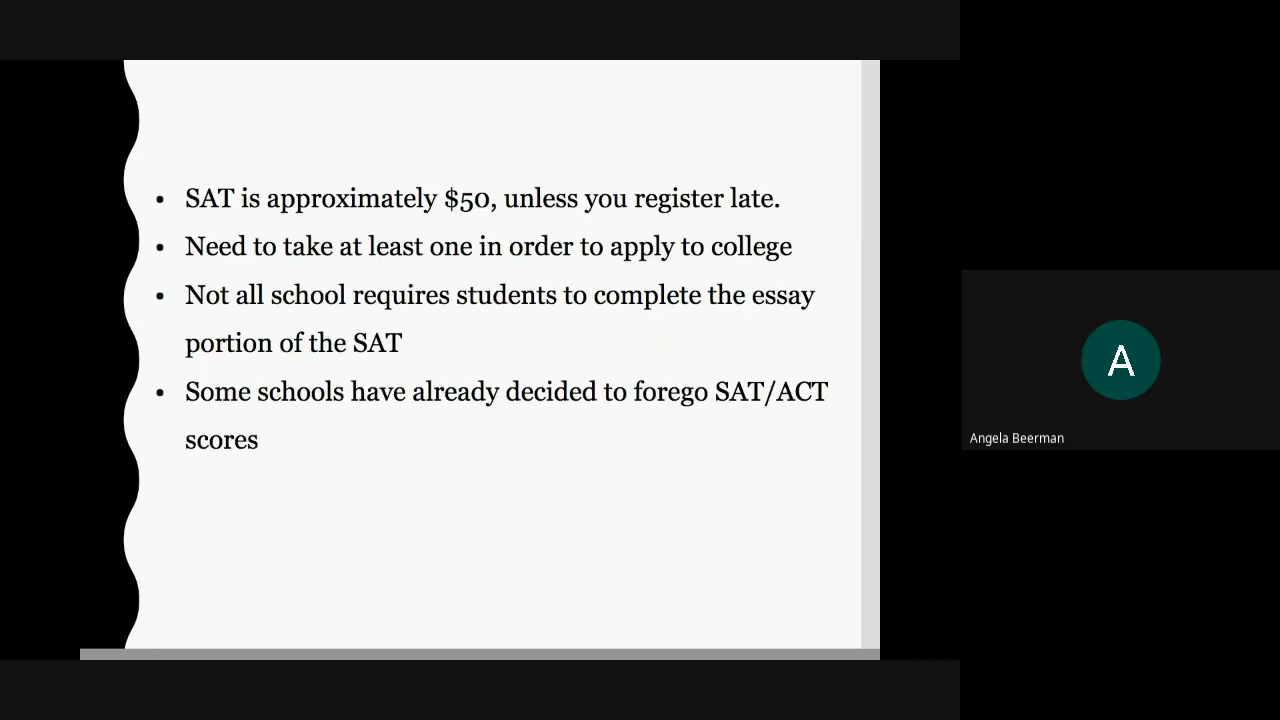 • SAT is approximately $50, unless you register late.
• Need to take at least one in order to apply to college
• Not all school requires students to complete the essay
portion of the SAT
• Some schools have already decided to forego SAT/ACT
scores
A
Angela Beerman